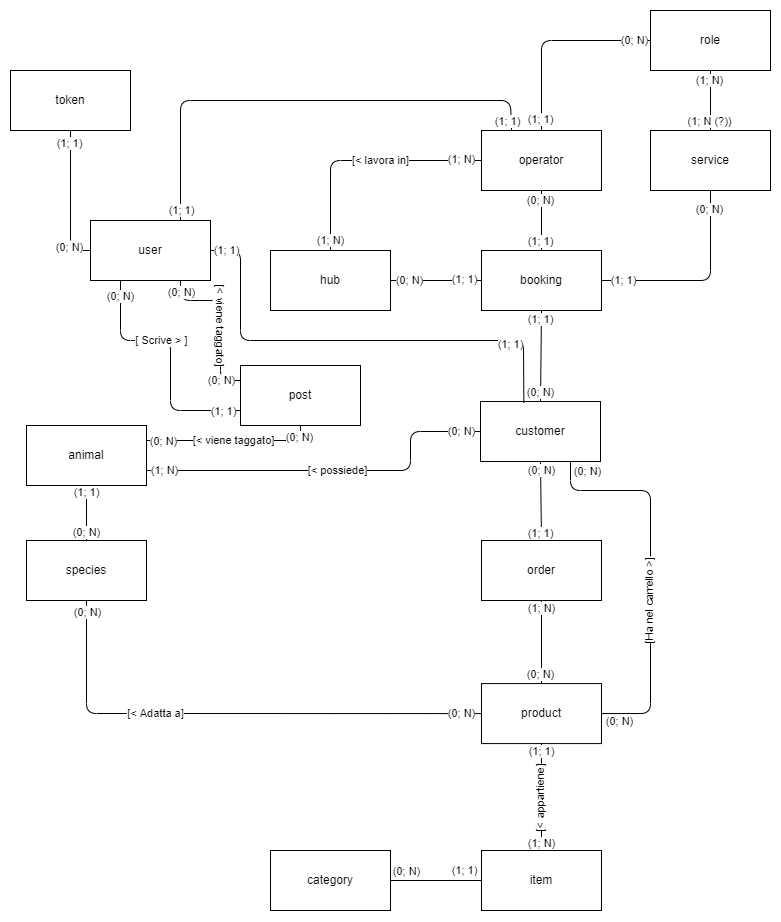 role
(0; N)
(1; N)
token
(1; 1)
(1; 1)
(1; 1)
(1; N (?))
operator
service
[< lavora in]
(1; N)
(0; N)
(0; N)
(1; 1)
(0; N)
user
(1; 1)
(1; N)
(1; 1)
hub
(0; N)
(1; 1)
booking
(1; 1)
(0; N)
(0; N)
[< viene taggato]
(1; 1)
[ Scrive > ]
(1; 1)
(0; N)
post
(0; N)
(1; 1)
customer
(0; N)
(0; N)
[< viene taggato]
(0; N)
animal
(1; N)
[< possiede]
(0; N)
(0; N)
(1; 1)
(0; N)
(1; 1)
species
order
(0; N)
(1; N)
[Ha nel carrello >]
(0; N)
[< Adatta a]
(0; N)
product
(0; N)
(1; 1)
[< appartiene]
(1; N)
category
(0; N)
(1; 1)
item